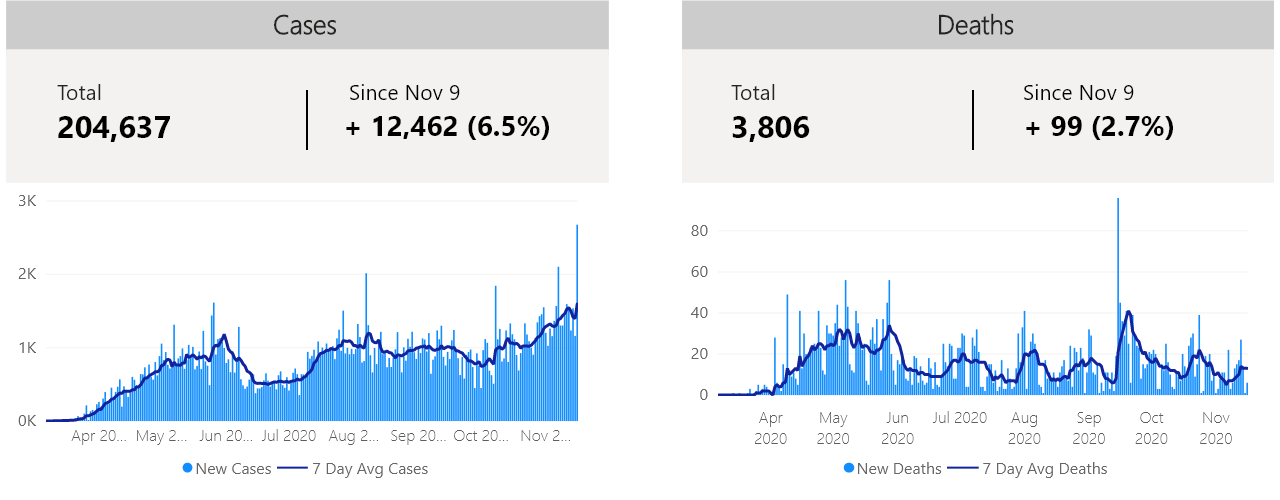 Cases
Total
204,637
Since Nov 9
+ 12,462 (6.5%)
3K
2K
1K
0K
Apr 20... May 2... Jun 20... Jul 2020 Aug 2... Sep 20... Oct 20... Nov 2...
New Cases 7 Day Avg Cases
Deaths
Total
3,806
Since Nov 9
+ 99 (2.7%)
80
60
40
20
0
Apr May Jun Jul 2020 Aug Sep Oct Nov
2020 2020 2020 2020 2020 2020 2020
New Deaths 7 Day Avg Deaths